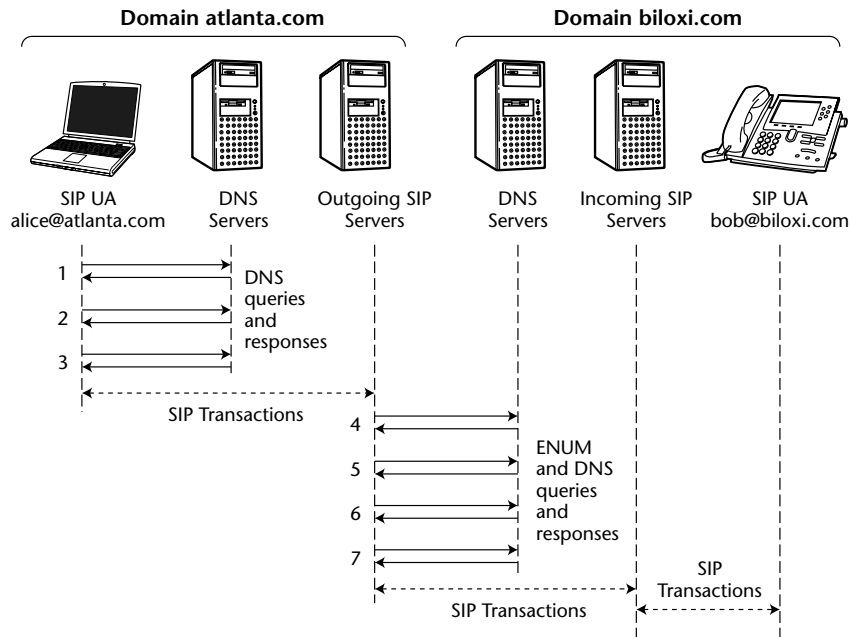 Domain atlanta.com
Domain biloxi.com
SIP UA
alice@atlanta.com
DNS
Servers
Outgoing SIP
Servers
DNS
Servers
Incoming SIP
Servers
SIP UA
bob@biloxi.com
1
2
3
DNS
queries
and
responses
SIP Transactions
4
5
6
7
ENUM
and DNS
queries
and
responses
SIP Transactions
SIP
Transactions